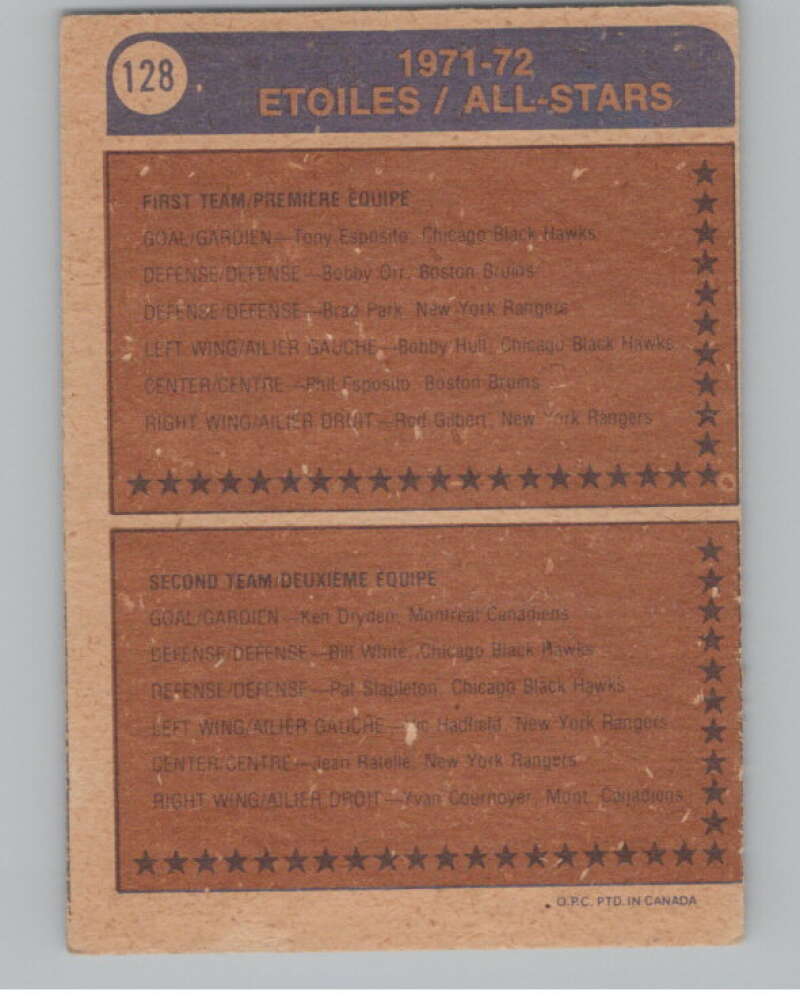 128
1971-72
ETOILES / ALL-STARS
FIRST TEAM/PREMIERE EQUIPE
GOAL/GARDIEN—Tony Esposito, Chicago Black Hawks
DEFENSE/DEFENSE—Bobby Orr, Boston Bruins
DEFENSE/DEFENSE—Brad Park, New York Rangers
LEFT WING/AILIER GAUCHE—Bobby Hull, Chicago Black Hawks
CENTER/CENTRE—Phil Esposito, Boston Bruins
RIGHT WING/AILIER DROIT—Rod Gilbert, New York Rangers
SECOND TEAM/DEUXIEME EQUIPE
GOAL/GARDIEN—Ken Dryden, Montreal Canadiens
DEFENSE/DEFENSE—Bill White, Chicago Black Hawks
DEFENSE/DEFENSE—Pat Stapleton, Chicago Black Hawks
LEFT WING/AILIER GAUCHE—Vic Hadfield, New York Rangers
CENTER/CENTRE—Jean Ratelle, New York Rangers
RIGHT WING/AILIER DROIT—Yvan Cournoyer, Mont. Canadiens
O.P.C. PTD. IN CANADA